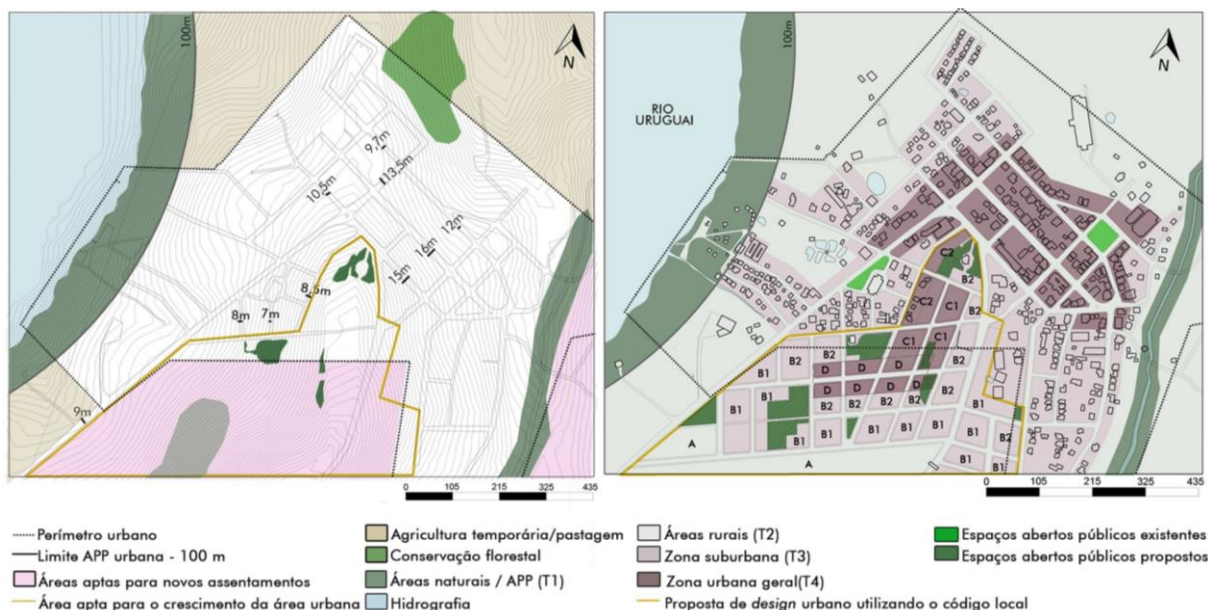 100m
N
9,7m
13,5m
10,5m
12m
16m
15m
8,5m
8m
7m
9m
0 105 215 325 435
100m
N
RIO
URUGUAI
C2
B2
C2
C1
B2
C1
C1
B1
B2
B2
B2
B1
D
D
D
D
B1
B1
D
D
D
D
B2
B2
B2
B2
B1
B1
B1
B1
B1
B1
B1
B1
B2
A
B1
B1
A
B1
0 105 215 325 435
Perímetro urbano
Limite APP urbana - 100 m
Áreas aptas para novos assentamentos
Área apta para o crescimento da área urbana
Agricultura temporária/pastagem
Conservação florestal
Áreas naturais / APP (T1)
Hidrografia
Áreas rurais (T2)
Zona suburbana (T3)
Zona urbana geral(T4)
Proposta de design urbano utilizando o código local
Espaços abertos públicos existentes
Espaços abertos públicos propostos